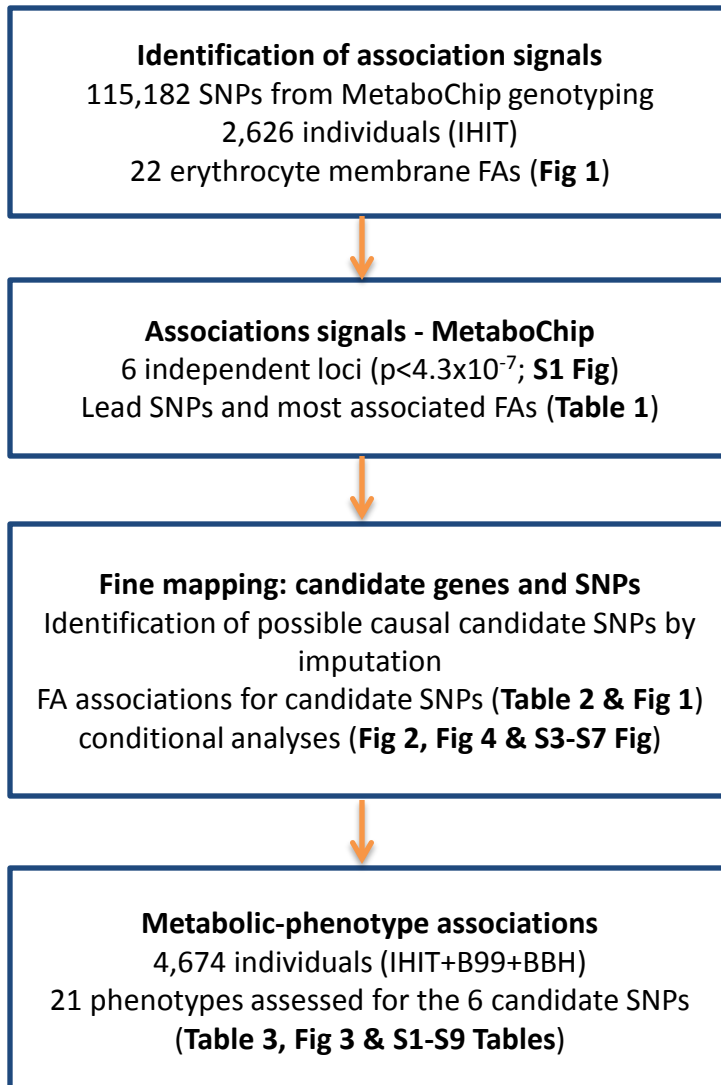 Identification of association signals
115,182 SNPs from MetaboChip genotyping
2,626 individuals (IHIT)
22 erythrocyte membrane FAs (Fig 1)
Associations signals - MetaboChip
6 independent loci (p<4.3x10⁻⁷; S1 Fig)
Lead SNPs and most associated FAs (Table 1)
Fine mapping: candidate genes and SNPs
Identification of possible causal candidate SNPs by
imputation
FA associations for candidate SNPs (Table 2 & Fig 1)
conditional analyses (Fig 2, Fig 4 & S3-S7 Fig)
Metabolic-phenotype associations
4,674 individuals (IHIT+B99+BBH)
21 phenotypes assessed for the 6 candidate SNPs
(Table 3, Fig 3 & S1-S9 Tables)